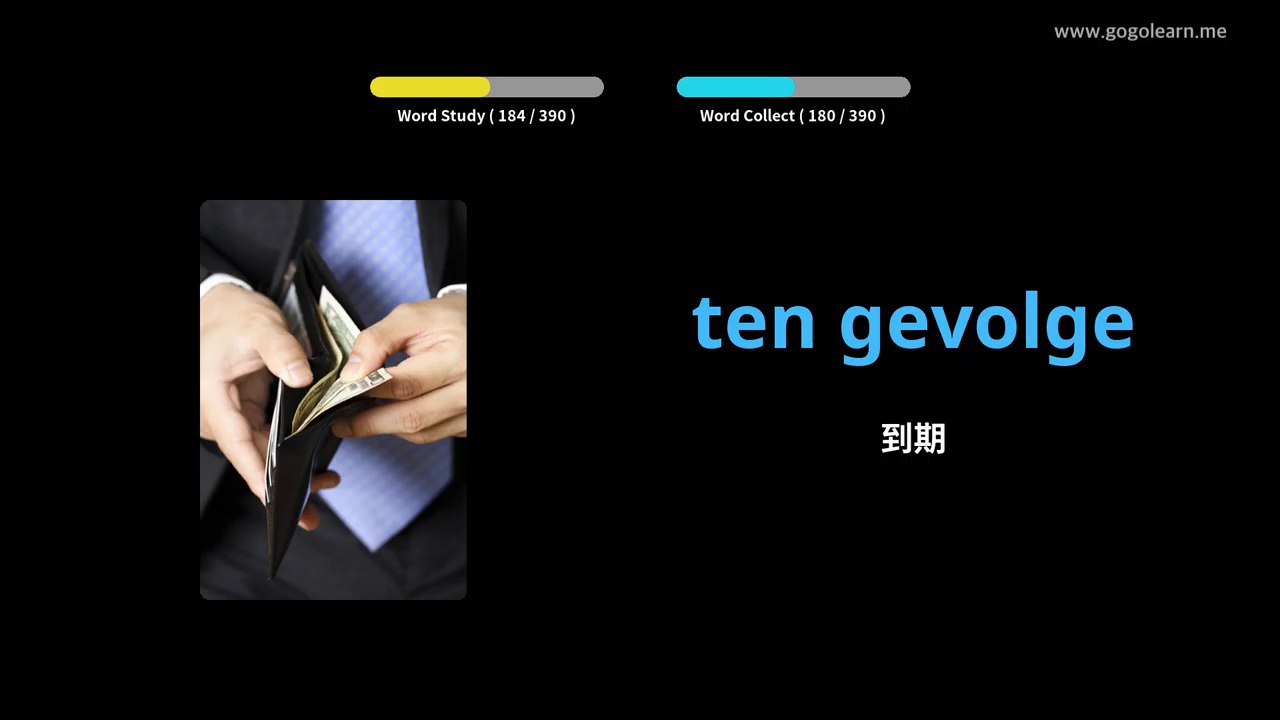 www.gogolearn.me
Word Study ( 184 / 390 )
Word Collect ( 180 / 390 )
ten gevolge
到期